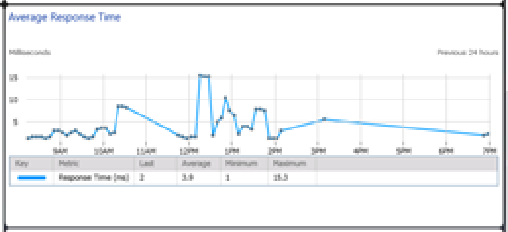 Average Response Time
Milliseconds Previous 24 hours
15
10
5
9AM 10AM 11AM 12PM 1PM 2PM 3PM 4PM 5PM 6PM 7PM
Key Metric Last Average Minimum Maximum
Response Time (ms) 2 3.9 1 15.3